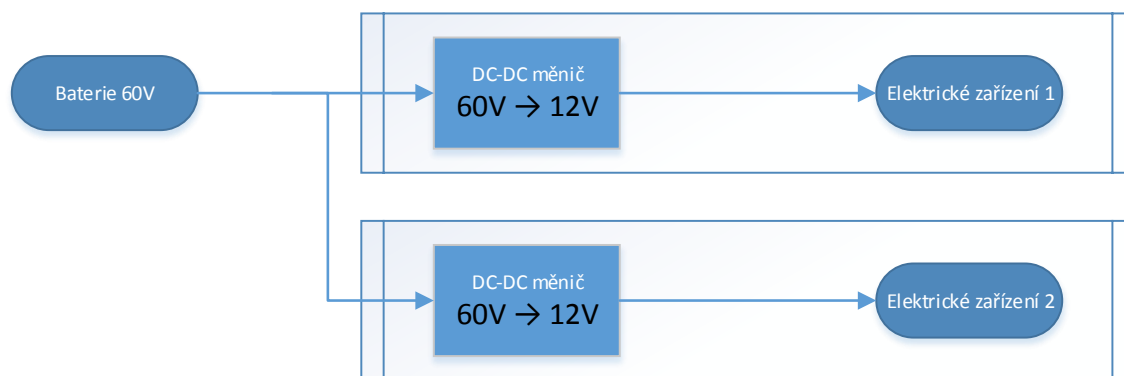 Baterie 60V
DC-DC měnič
60V → 12V
Elektrické zařízení 1
DC-DC měnič
60V → 12V
Elektrické zařízení 2